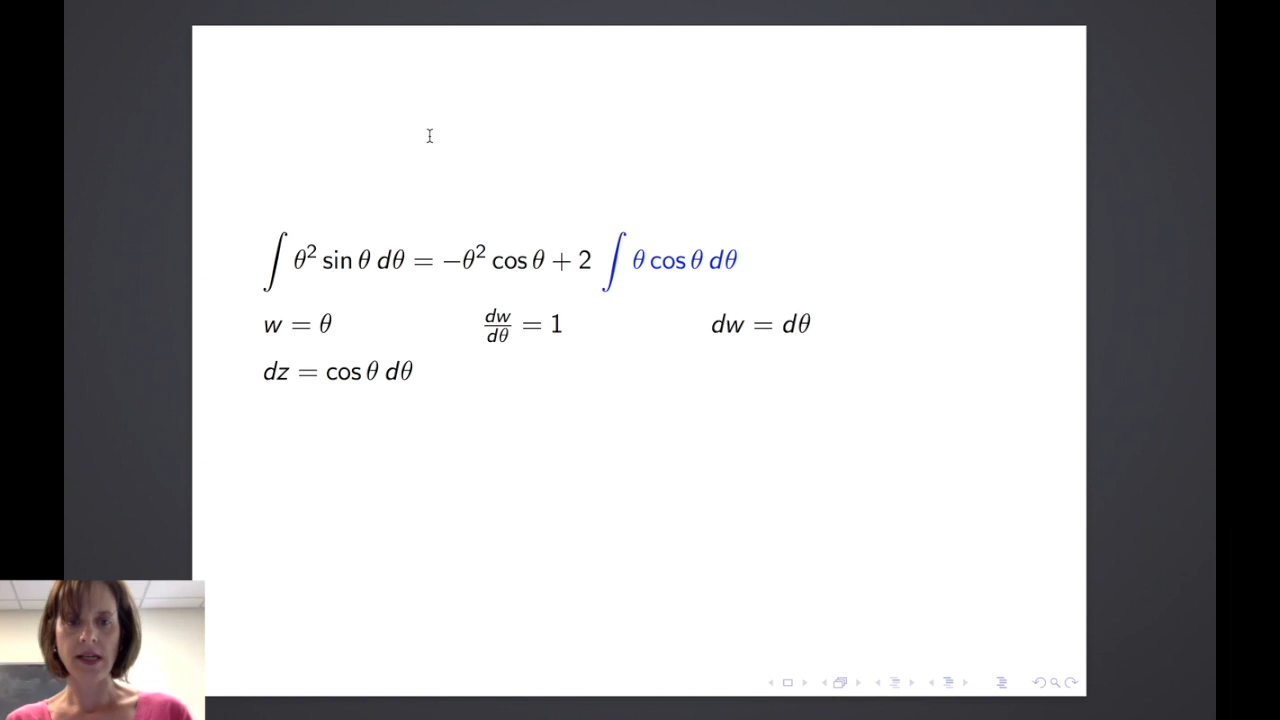 ∫ θ² sin θ dθ = −θ² cos θ + 2 ∫ θ cos θ dθ
w = θ dw/dθ = 1 dw = dθ
dz = cos θ dθ